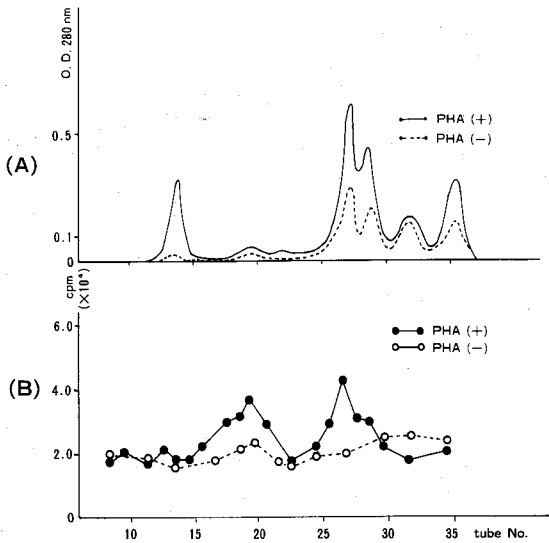 O. D. 280 nm
(A)
0.5
0.1
0
PHA (+)
PHA (−)
cpm
(×10⁴)
(B)
6.0
4.0
2.0
0
PHA (+)
PHA (−)
10 15 20 25 30 35 tube No.